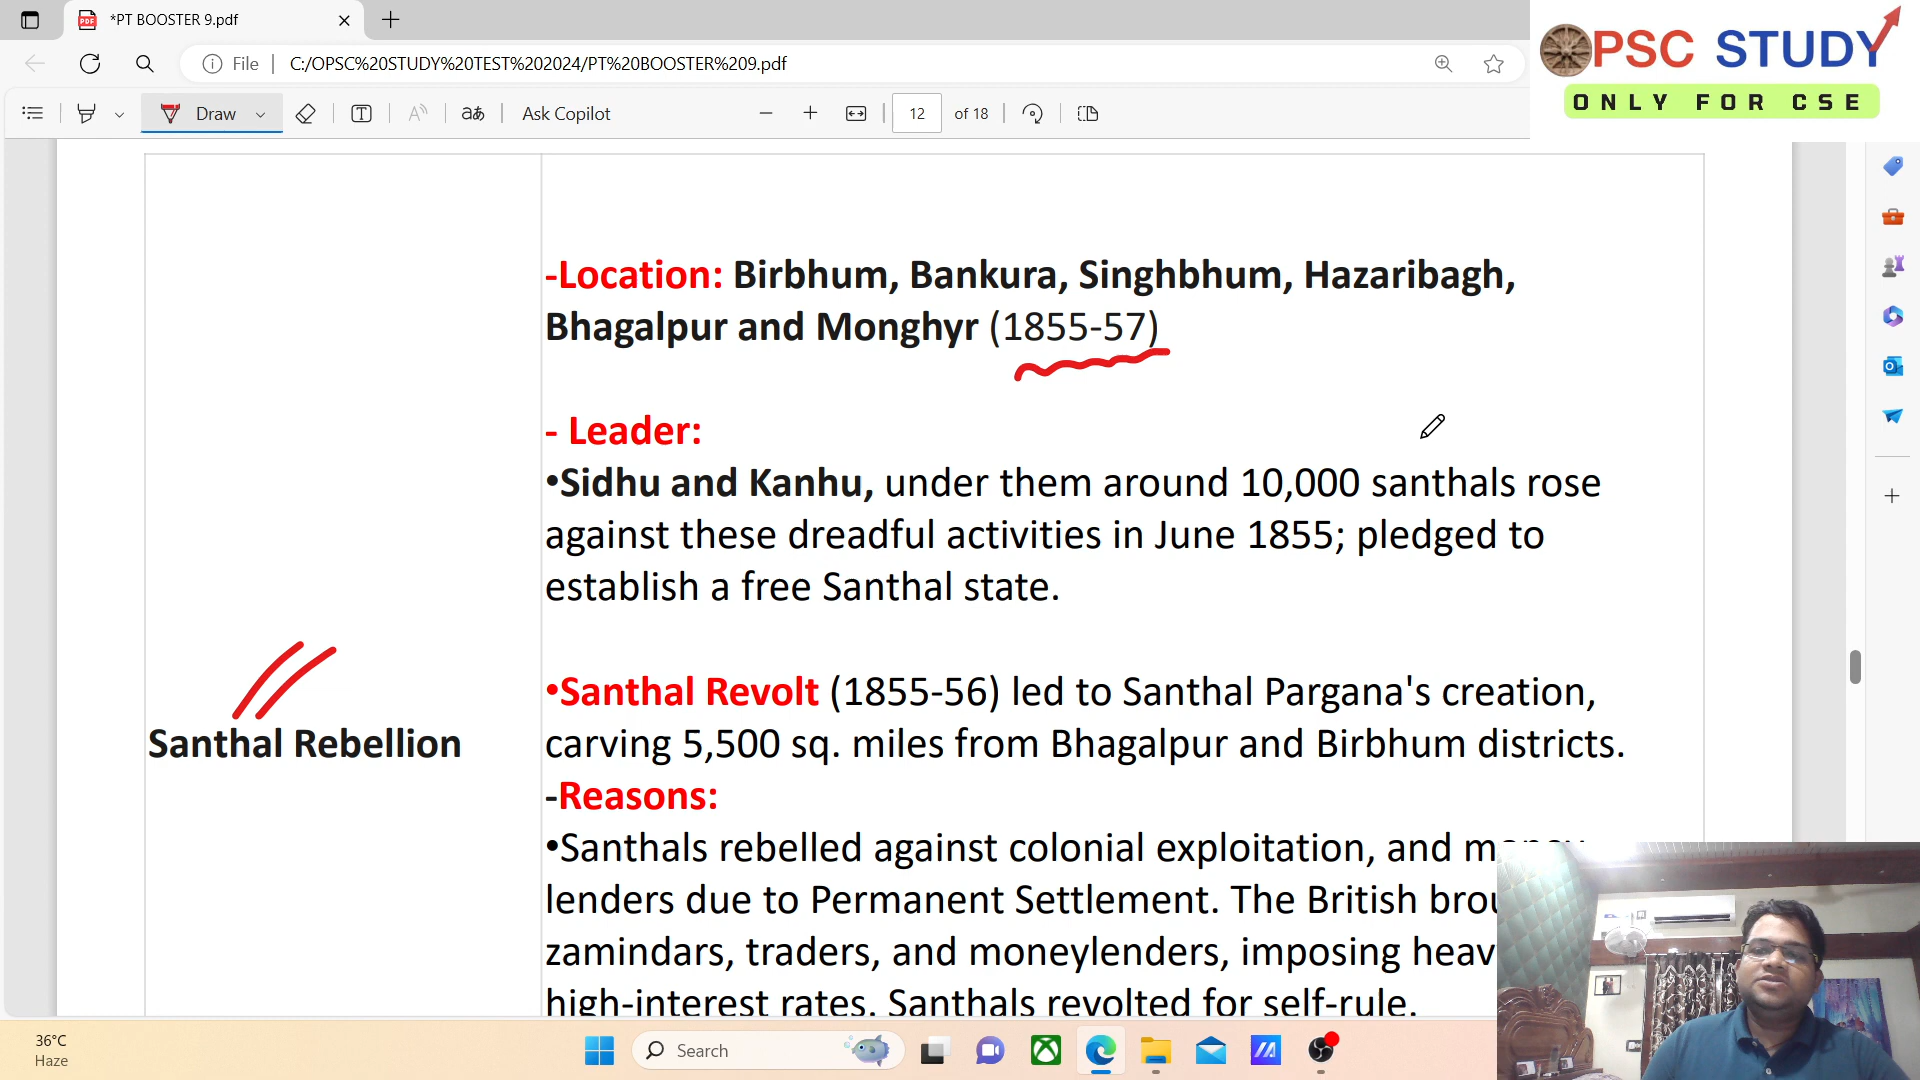 *PT BOOSTER 9.pdf
File
C:/OPSC%20STUDY%20TEST%202024/PT%20BOOSTER%209.pdf
PSC STUDY
ONLY FOR CSE
Draw
Ask Copilot
12 of 18
-Location: Birbhum, Bankura, Singhbhum, Hazaribagh,
Bhagalpur and Monghyr (1855-57)
- Leader:
•Sidhu and Kanhu, under them around 10,000 santhals rose
against these dreadful activities in June 1855; pledged to
establish a free Santhal state.
•Santhal Revolt (1855-56) led to Santhal Pargana's creation,
carving 5,500 sq. miles from Bhagalpur and Birbhum districts.
Santhal Rebellion
-Reasons:
•Santhals rebelled against colonial exploitation, and
lenders due to Permanent Settlement. The British
zamindars, traders, and moneylenders, imposing
high-interest rates. Santhals revolted for self-rule.
36°C
Haze
Search